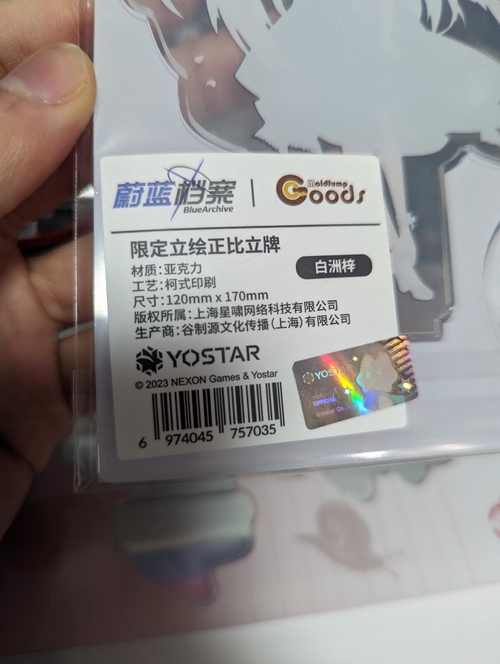 蔚蓝档案
BlueArchive
Maidlump
Goods
限定立绘正比立牌
材质:亚克力
白洲梓
工艺:柯式印刷
尺寸:120mm x 170mm
版权所属:上海星啸网络科技有限公司
生产商:谷制源文化传播(上海)有限公司
YOSTAR
© 2023 NEXON Games & Yostar
6 974045 757035
YOST
OFFICIAL